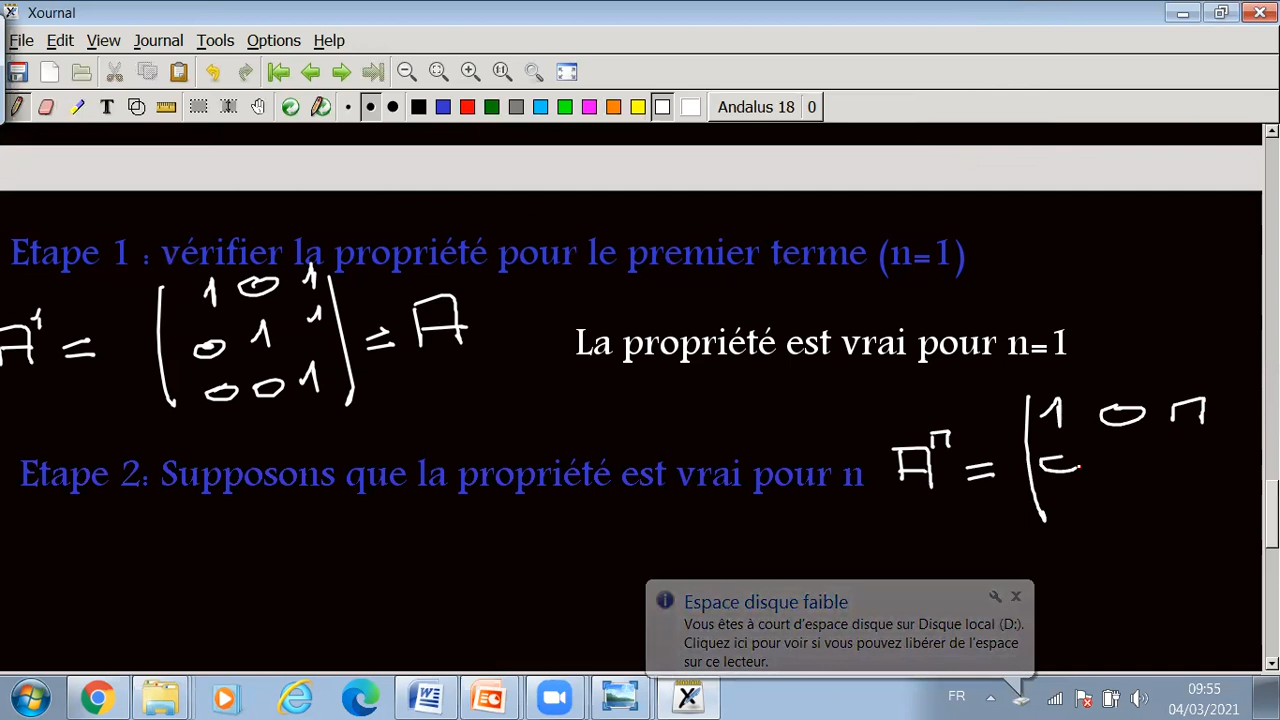 Xournal
File Edit View Journal Tools Options Help
Andalus 18 0
Etape 1 : vérifier la propriété pour le premier terme (n=1)
A¹ =
1 0 1
0 1 1
0 0 1
= A
La propriété est vrai pour n=1
Etape 2: Supposons que la propriété est vrai pour n
Aⁿ =
1 0 n
Espace disque faible
Vous êtes à court d'espace disque sur Disque local (D:).
Cliquez ici pour voir si vous pouvez libérer de l'espace
sur ce lecteur.
FR
09:55
04/03/2021